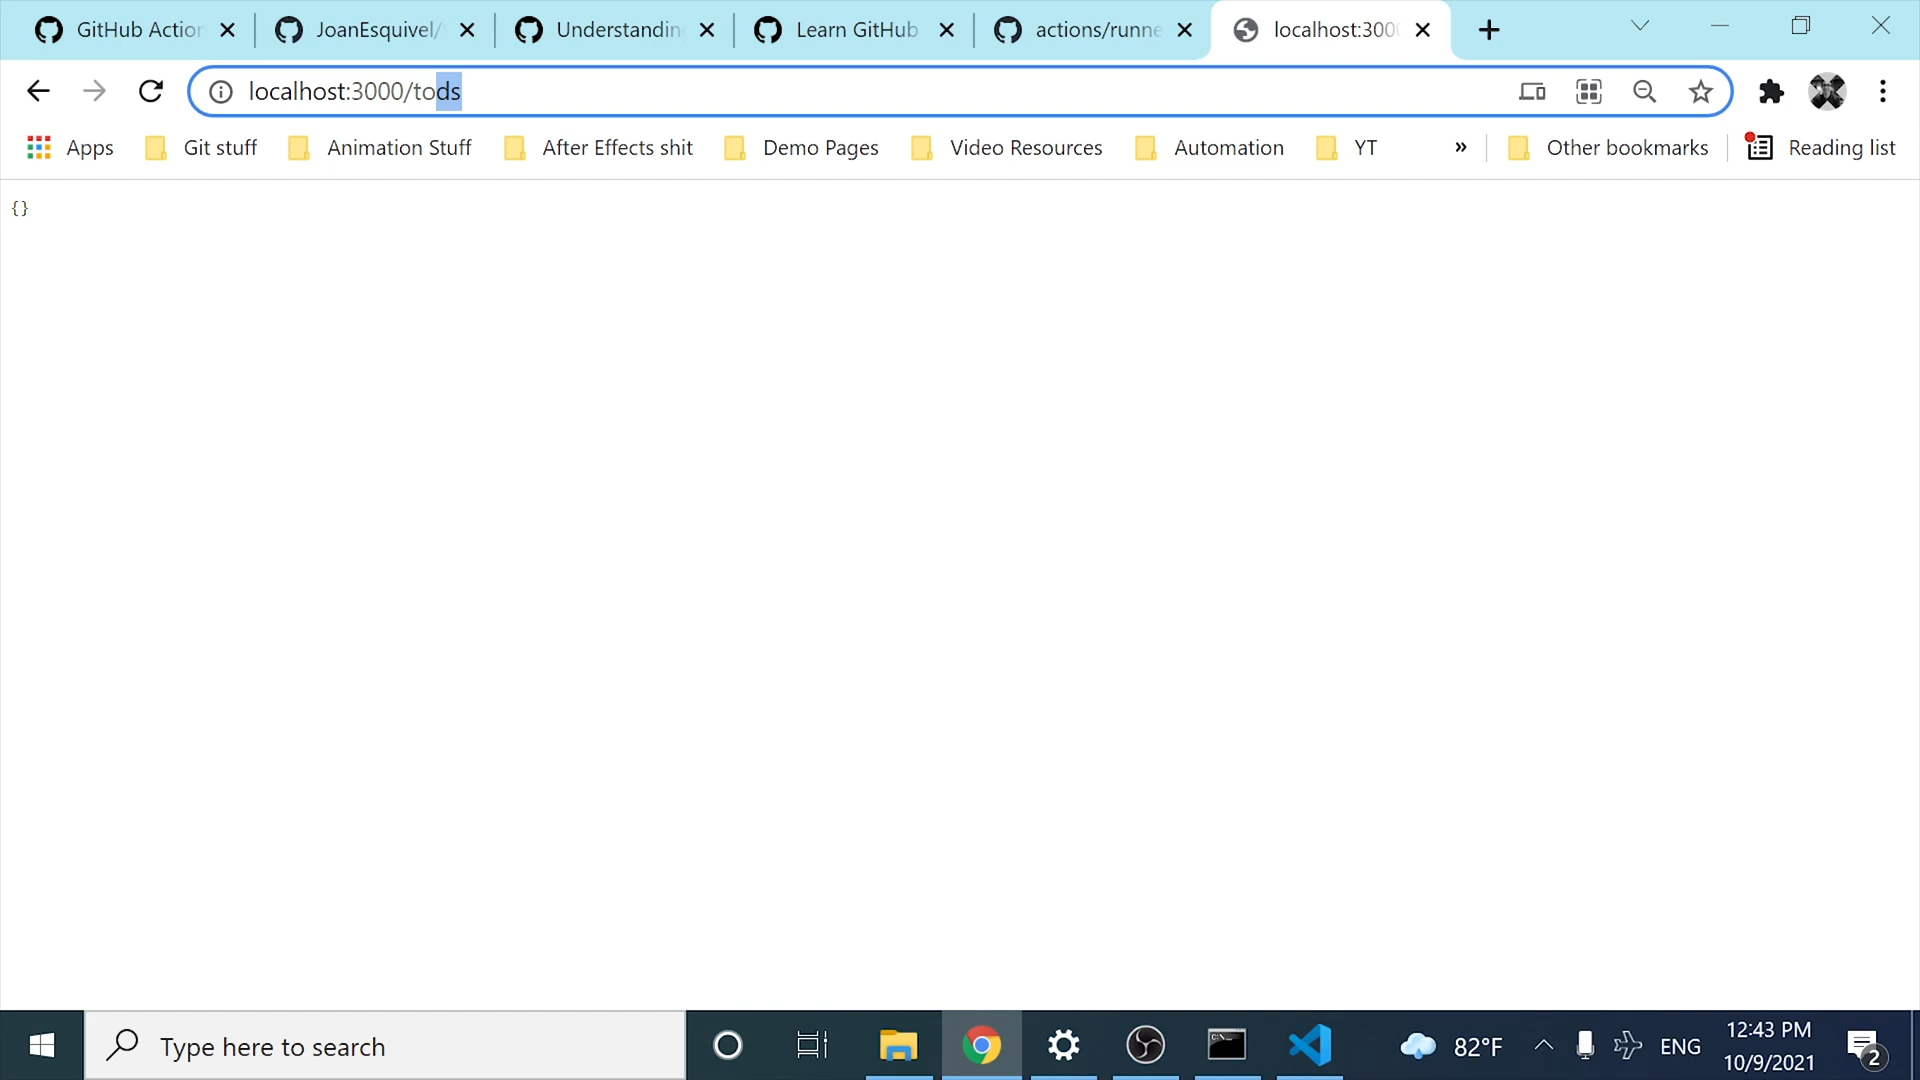 GitHub Action
JoanEsquivel/
Understandin
Learn GitHub
actions/runne
localhost:3000
localhost:3000/tods
Apps
Git stuff
Animation Stuff
After Effects shit
Demo Pages
Video Resources
Automation
YT
»
Other bookmarks
Reading list
{}
Type here to search
82°F
ENG
12:43 PM
10/9/2021
2